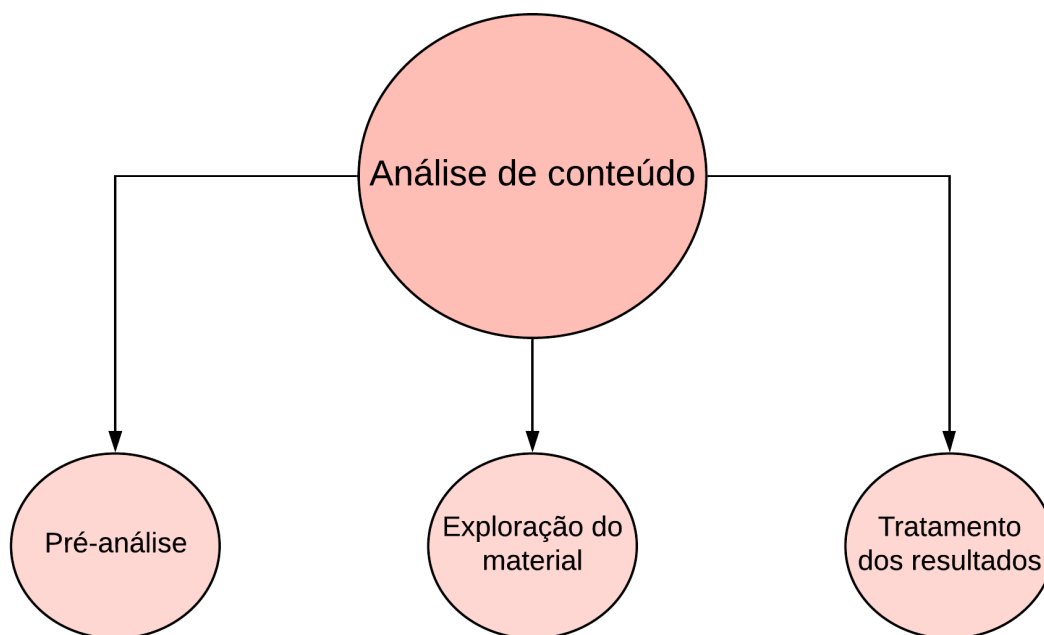 Análise de conteúdo
Pré-análise
Exploração do
material
Tratamento
dos resultados